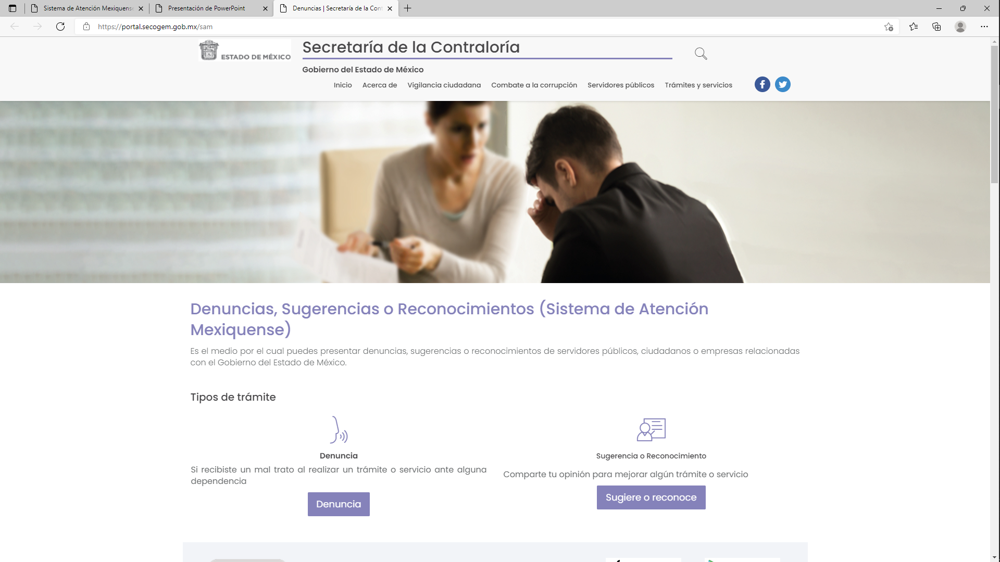 Sistema de Atención Mexiquense
Presentación de PowerPoint
Denuncias | Secretaría de la Cont
https://portal.secogem.gob.mx/sam
ESTADO DE MÉXICO
Secretaría de la Contraloría
Gobierno del Estado de México
Inicio Acerca de Vigilancia ciudadana Combate a la corrupción Servidores públicos Trámites y servicios
Denuncias, Sugerencias o Reconocimientos (Sistema de Atención
Mexiquense)
Es el medio por el cual puedes presentar denuncias, sugerencias o reconocimientos de servidores públicos, ciudadanos o empresas relacionadas
con el Gobierno del Estado de México.
Tipos de trámite
Denuncia
Si recibiste un mal trato al realizar un trámite o servicio ante alguna
dependencia
Denuncia
Sugerencia o Reconocimiento
Comparte tu opinión para mejorar algún trámite o servicio
Sugiere o reconoce